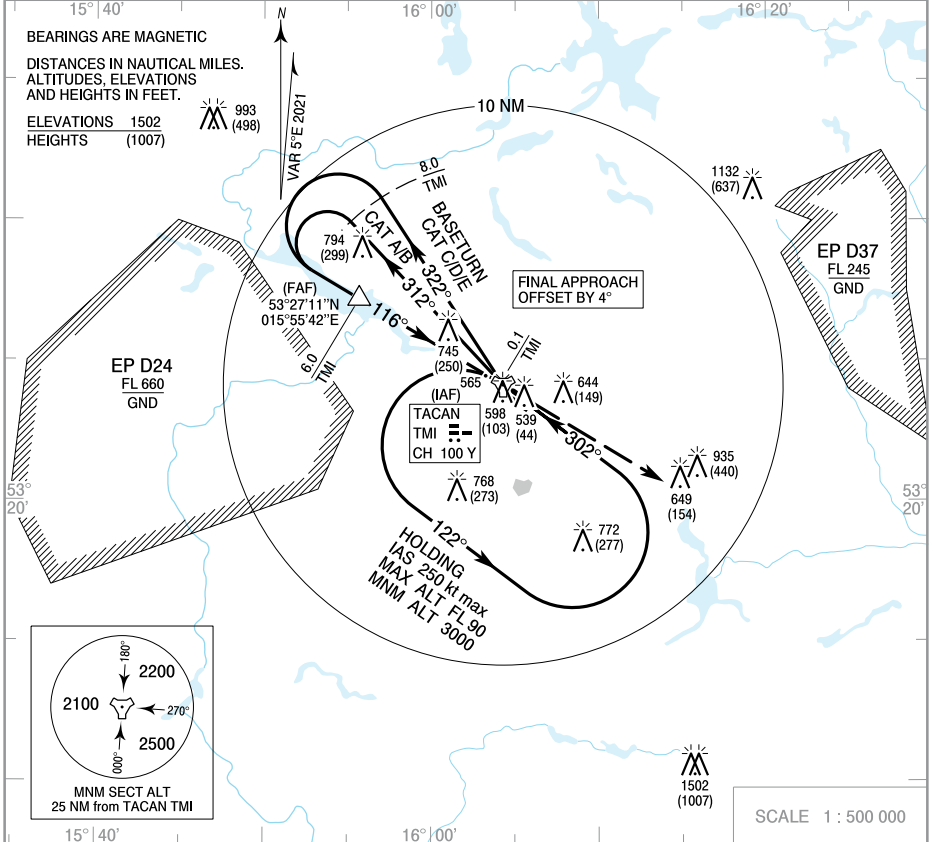 15° 40'
16° 00'
16° 20'
N
VAR 5°E 2021
BEARINGS ARE MAGNETIC
DISTANCES IN NAUTICAL MILES.
ALTITUDES, ELEVATIONS
AND HEIGHTS IN FEET.
ELEVATIONS 1502
HEIGHTS (1007)
993
(498)
10 NM
8.0
TMI
1132
(637)
794
(299)
CAT A/B
312°
BASETURN
CAT C/D/E
322°
EP D37
FL 245
GND
FINAL APPROACH
OFFSET BY 4°
(FAF)
53°27'11"N
015°55'42"E
116°
6.0
TMI
745
(250)
0.1
TMI
EP D24
FL 660
GND
565
(IAF)
TACAN
TMI
CH 100 Y
598
(103)
539
(44)
644
(149)
302°
935
(440)
649
(154)
768
(273)
772
(277)
53°
20'
53°
20'
122°
HOLDING
IAS 250 kt max
MAX ALT FL 90
MNM ALT 3000
180°
2200
2100
270°
2500
000°
MNM SECT ALT
25 NM from TACAN TMI
1502
(1007)
SCALE 1 : 500 000
15° 40'
16° 00'